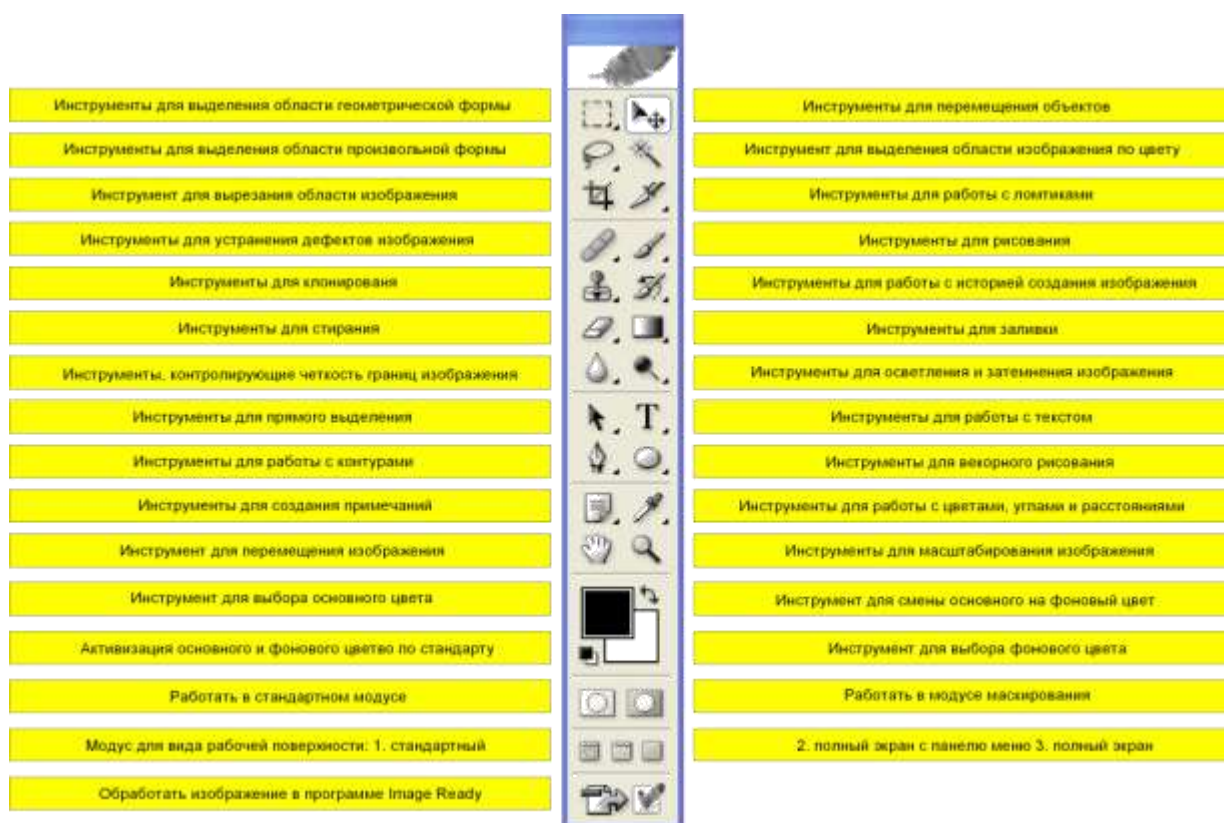 Инструменты для выделения области геометрической формы
Инструменты для перемещения объектов
Инструменты для выделения области произвольной формы
Инструмент для выделения области изображения по цвету
Инструмент для вырезания области изображения
Инструменты для работы с ломтиками
Инструменты для устранения дефектов изображения
Инструменты для рисования
Инструменты для клонированя
Инструменты для работы с историей создания изображения
Инструменты для стирания
Инструменты для заливки
Инструменты, контролирующие четкость границ изображения
Инструменты для осветления и затемнения изображения
Инструменты для прямого выделения
T
Инструменты для работы с текстом
Инструменты для работы с контурами
Инструменты для векорного рисования
Инструменты для создания примечаний
Инструменты для работы с цветами, углами и расстояниями
Инструмент для перемещения изображения
Инструменты для масштабирования изображения
Инструмент для выбора основного цвета
Инструмент для смены основного на фоновый цвет
Активизация основного и фонового цветво по стандарту
Инструмент для выбора фонового цвета
Работать в стандартном модусе
Работать в модусе маскирования
Модус для вида рабочей поверхности: 1. стандартный
2. полный экран с панелю меню 3. полный экран
Обработать изображение в программе Image Ready